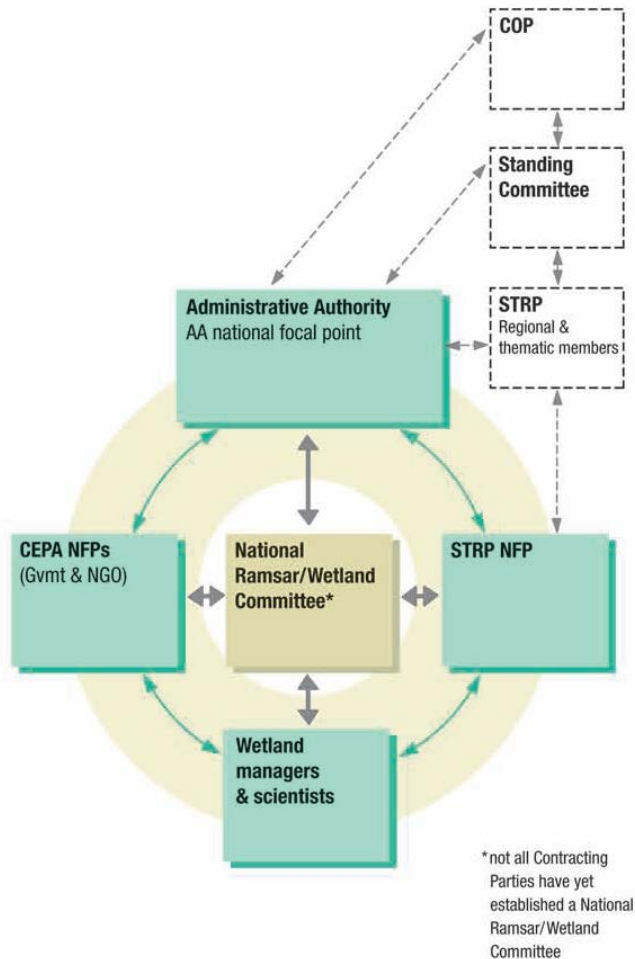 COP
Standing
Committee
STRP
Regional &
thematic members
Administrative Authority
AA national focal point
CEPA NFPs
(Gvmt & NGO)
National
Ramsar/Wetland
Committee*
STRP NFP
Wetland
managers
& scientists
*not all Contracting
Parties have yet
established a National
Ramsar/Wetland
Committee